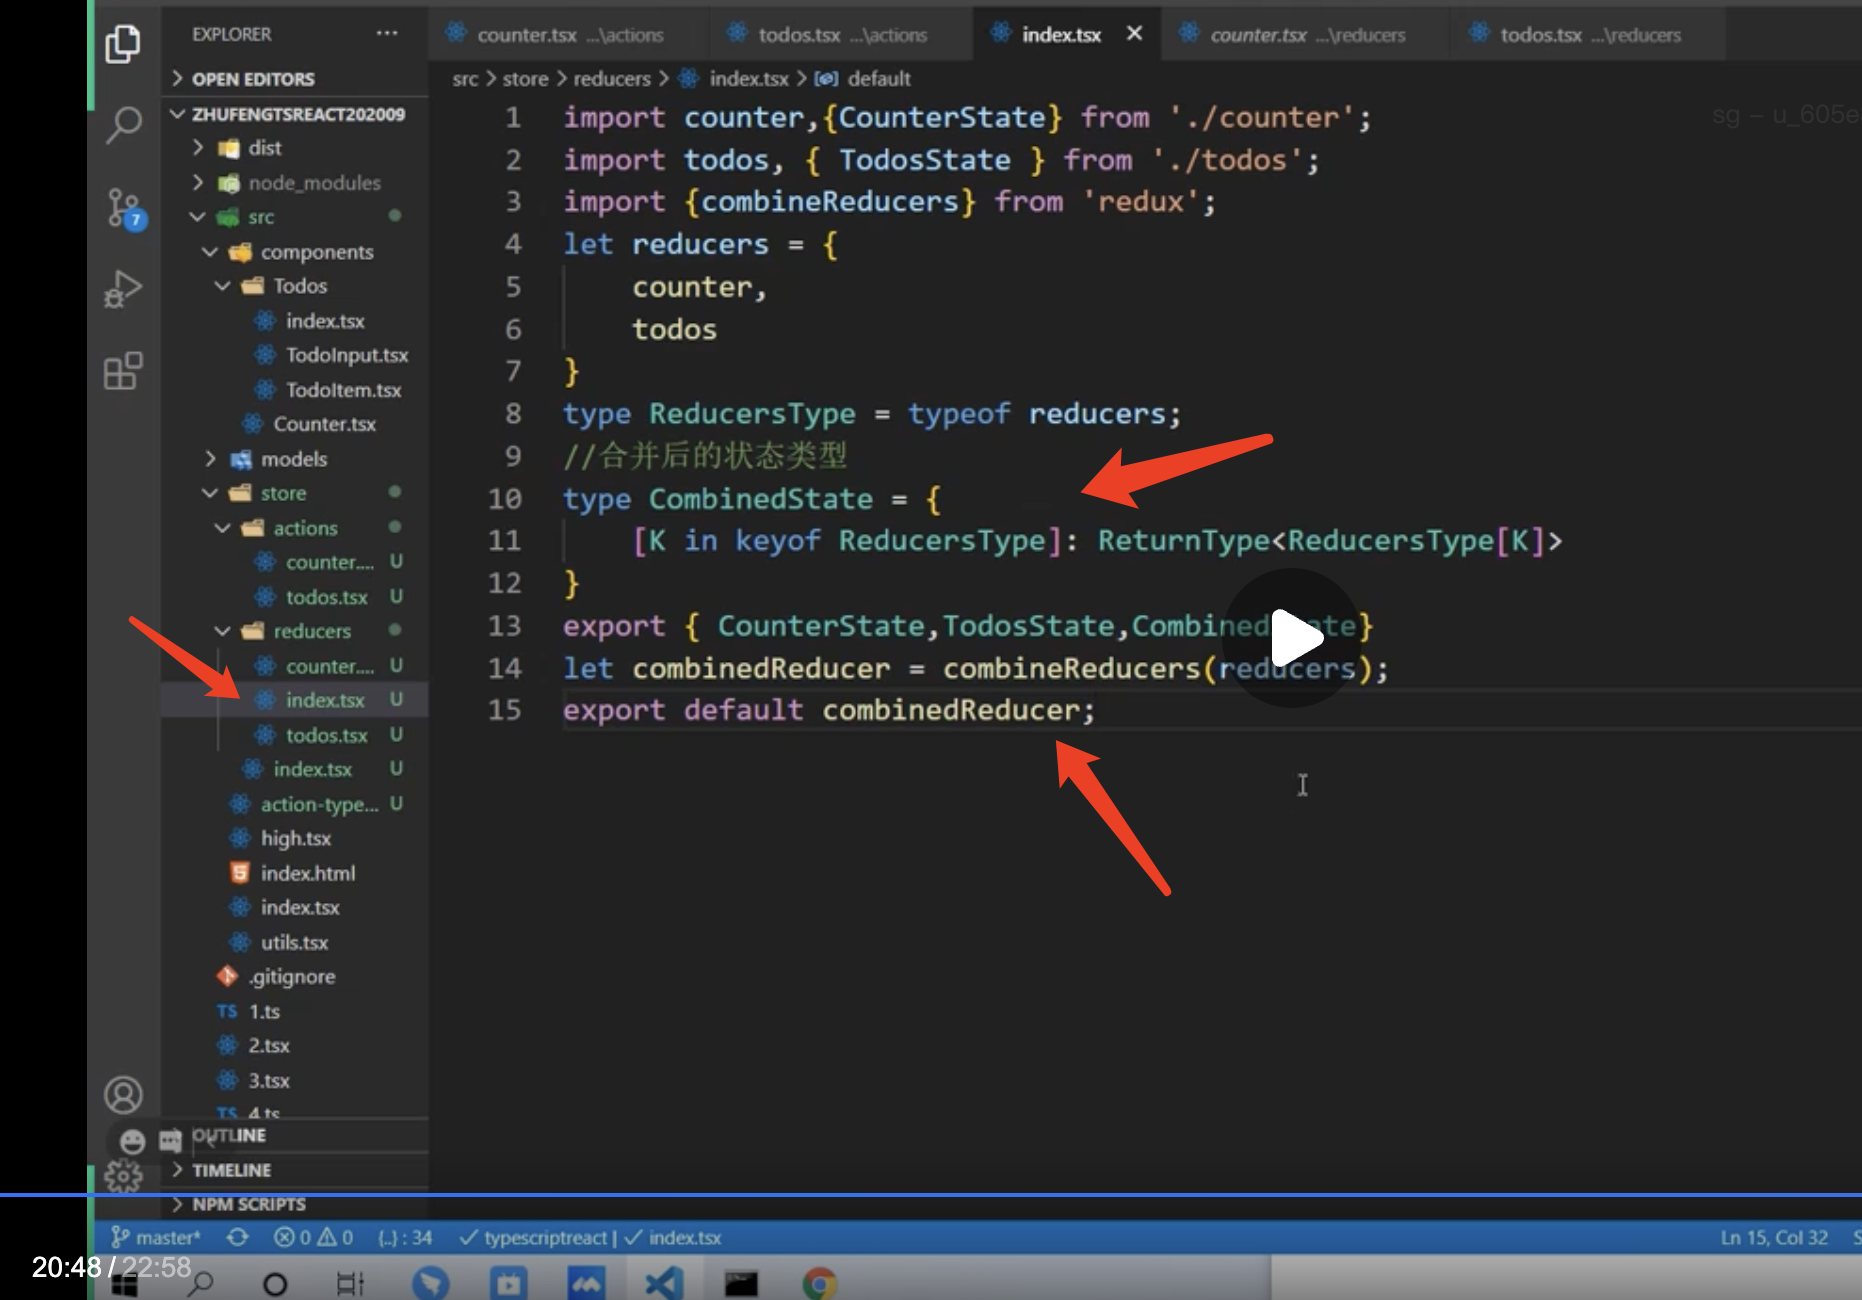 EXPLORER
···
OPEN EDITORS
ZHUFENGTSREACT202009
dist
node_modules
src
components
Todos
index.tsx
TodoInput.tsx
TodoItem.tsx
Counter.tsx
models
store
actions
counter.... U
todos.tsx U
reducers
counter.... U
index.tsx U
todos.tsx U
index.tsx U
action-type... U
high.tsx
index.html
index.tsx
utils.tsx
.gitignore
TS 1.ts
2.tsx
3.tsx
TS 4.ts
OUTLINE
TIMELINE
NPM SCRIPTS
7
counter.tsx ...\actions
todos.tsx ...\actions
index.tsx
counter.tsx ...\reducers
todos.tsx ...\reducers
src > store > reducers > index.tsx > default
sg – u_605e
1 import counter,{CounterState} from './counter';
2 import todos, { TodosState } from './todos';
3 import {combineReducers} from 'redux';
4 let reducers = {
5 counter,
6 todos
7 }
8 type ReducersType = typeof reducers;
9 //合并后的状态类型
10 type CombinedState = {
11 [K in keyof ReducersType]: ReturnType<ReducersType[K]>
12 }
13 export { CounterState,TodosState,CombinedState}
14 let combinedReducer = combineReducers(reducers);
15 export default combinedReducer;
master* 0 0 {..} : 34 typescriptreact | index.tsx
Ln 15, Col 32
20:48 / 22:58